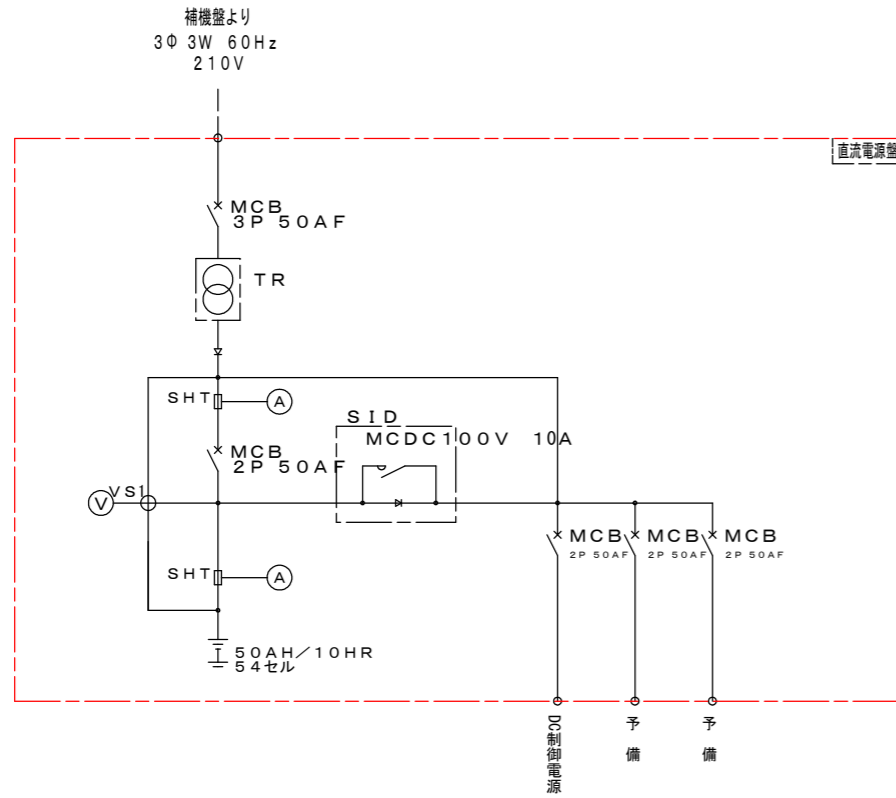 補機盤より
3Φ 3W 60Hz
210V
直流電源盤
MCB
3P 50AF
TR
SHT
A
SID
MCDC100V 10A
MCB
2P 50AF
V
VS1
MCB
2P 50AF
MCB
2P 50AF
MCB
2P 50AF
SHT
A
50AH/10HR
54セル
DC制御電源
予備
予備